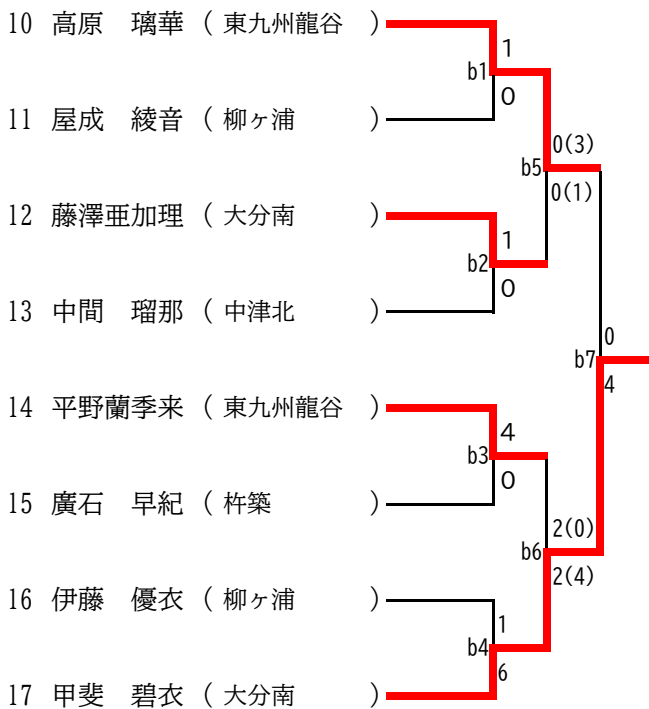 10 高原　璃華 ( 東九州龍谷 )
1
b1
0
11 屋成　綾音 ( 柳ヶ浦 )
0(3)
b5
0(1)
12 藤澤亜加理 ( 大分南 )
1
b2
0
13 中間　瑠那 ( 中津北 )
0
b7
4
14 平野蘭季来 ( 東九州龍谷 )
4
b3
0
15 廣石　早紀 ( 杵築 )
2(0)
b6
2(4)
16 伊藤　優衣 ( 柳ヶ浦 )
1
b4
6
17 甲斐　碧衣 ( 大分南 )